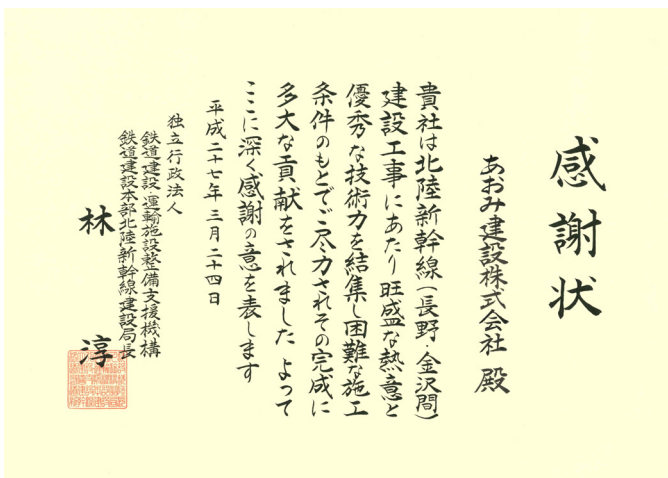 感謝状
あおみ建設株式会社 殿
貴社は北陸新幹線(長野・金沢間)
建設工事にあたり旺盛な熱意と
優秀な技術力を結集し困難な施工
条件のもとでご尽力されその完成に
多大な貢献をされました よって
ここに深く感謝の意を表します
平成二十七年三月二十四日
独立行政法人
鉄道建設・運輸施設整備支援機構
鉄道建設本部北陸新幹線建設局長
林 淳